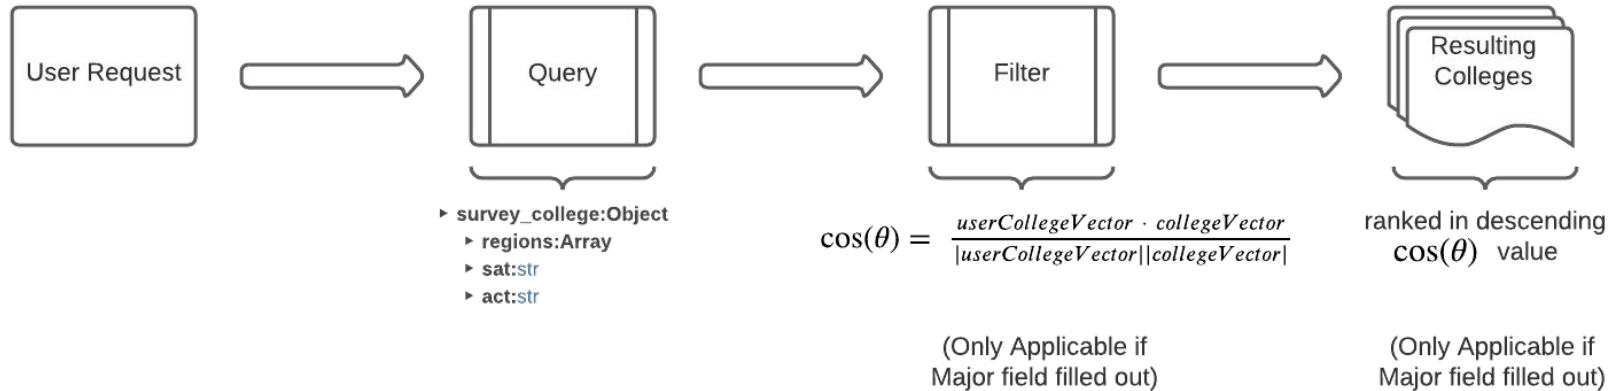 User Request
Query
Filter
Resulting
Colleges
▸ survey_college:Object
▸ regions:Array
▸ sat:str
▸ act:str
cos(θ) = userCollegeVector · collegeVector / |userCollegeVector||collegeVector|
(Only Applicable if
Major field filled out)
ranked in descending
cos(θ) value
(Only Applicable if
Major field filled out)